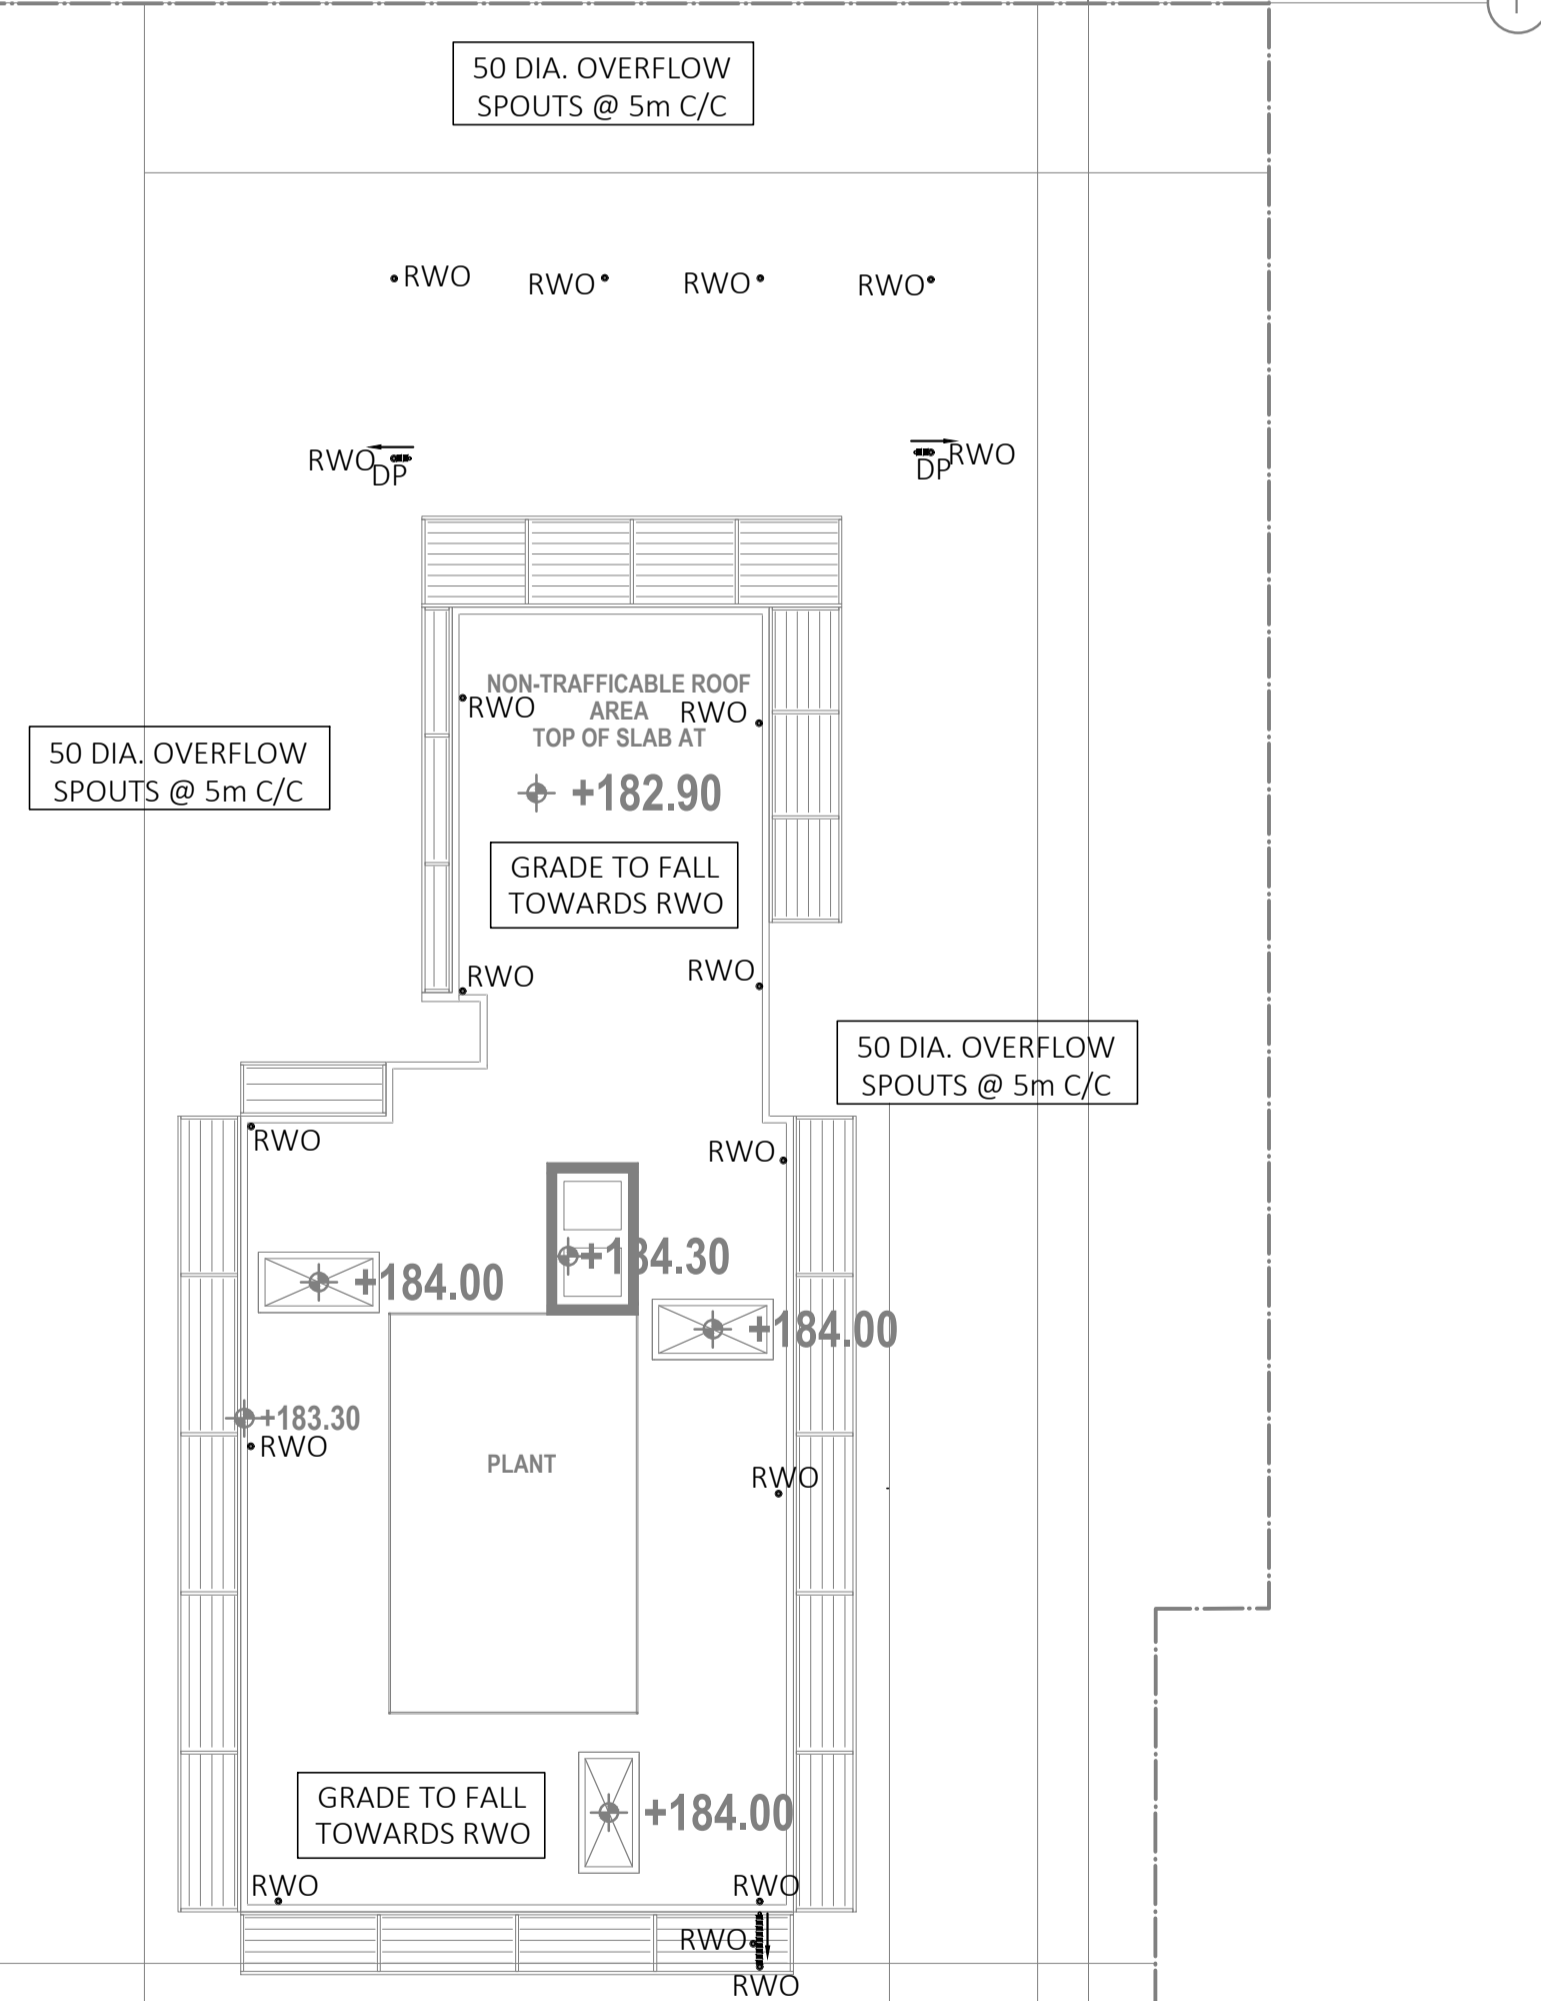 50 DIA. OVERFLOW
SPOUTS @ 5m C/C
RWO
RWO
RWO
RWO
RWO
DP
RWO
DP
NON-TRAFFICABLE ROOF
AREA
TOP OF SLAB AT
+182.90
RWO
RWO
50 DIA. OVERFLOW
SPOUTS @ 5m C/C
GRADE TO FALL
TOWARDS RWO
RWO
RWO
50 DIA. OVERFLOW
SPOUTS @ 5m C/C
RWO
RWO
+184.30
+184.00
+184.00
+183.30
RWO
PLANT
RWO
GRADE TO FALL
TOWARDS RWO
+184.00
RWO
RWO
RWO
RWO